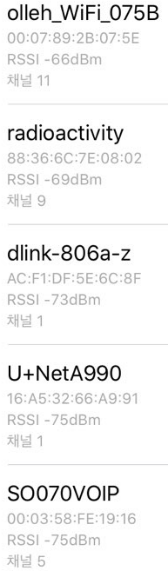 olleh_WiFi_075B
00:07:89:2B:07:5E
RSSI -66dBm
채널 11
radioactivity
88:36:6C:7E:08:02
RSSI -69dBm
채널 9
dlink-806a-z
AC:F1:DF:5E:6C:8F
RSSI -73dBm
채널 1
U+NetA990
16:A5:32:66:A9:91
RSSI -75dBm
채널 1
SO070VOIP
00:03:58:FE:19:16
RSSI -75dBm
채널 5